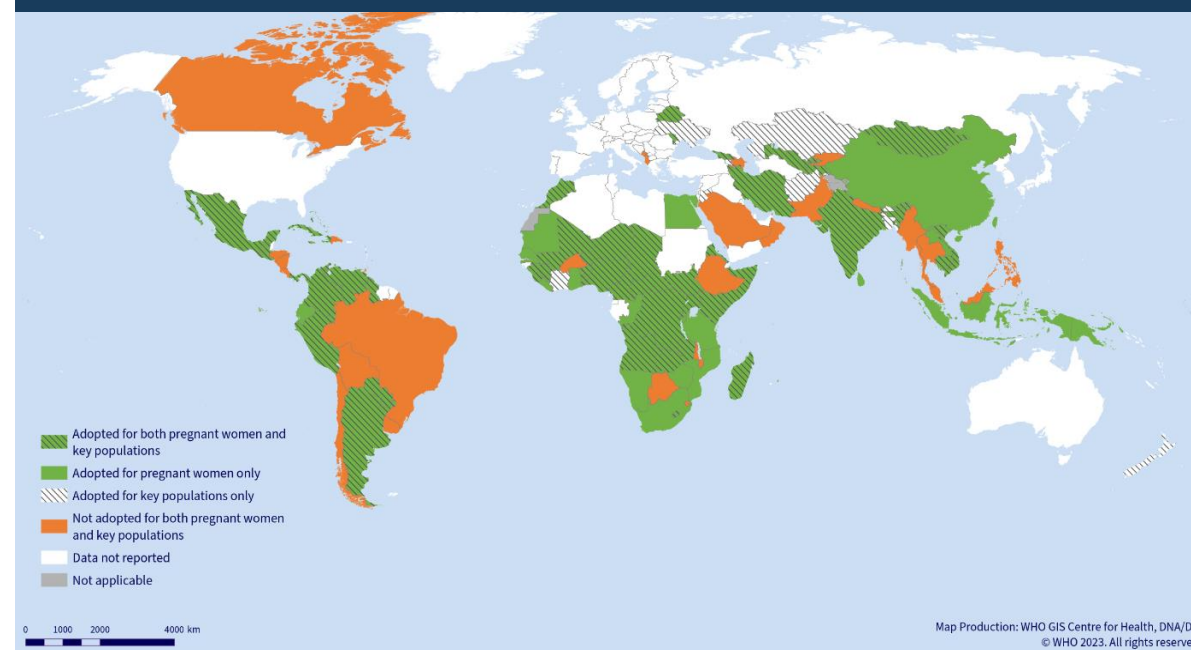 Adopted for both pregnant women and
key populations
Adopted for pregnant women only
Adopted for key populations only
Not adopted for both pregnant women
and key populations
Data not reported
Not applicable
0 1000 2000 4000 km
Map Production: WHO GIS Centre for Health, DNA/D
© WHO 2023. All rights reserve